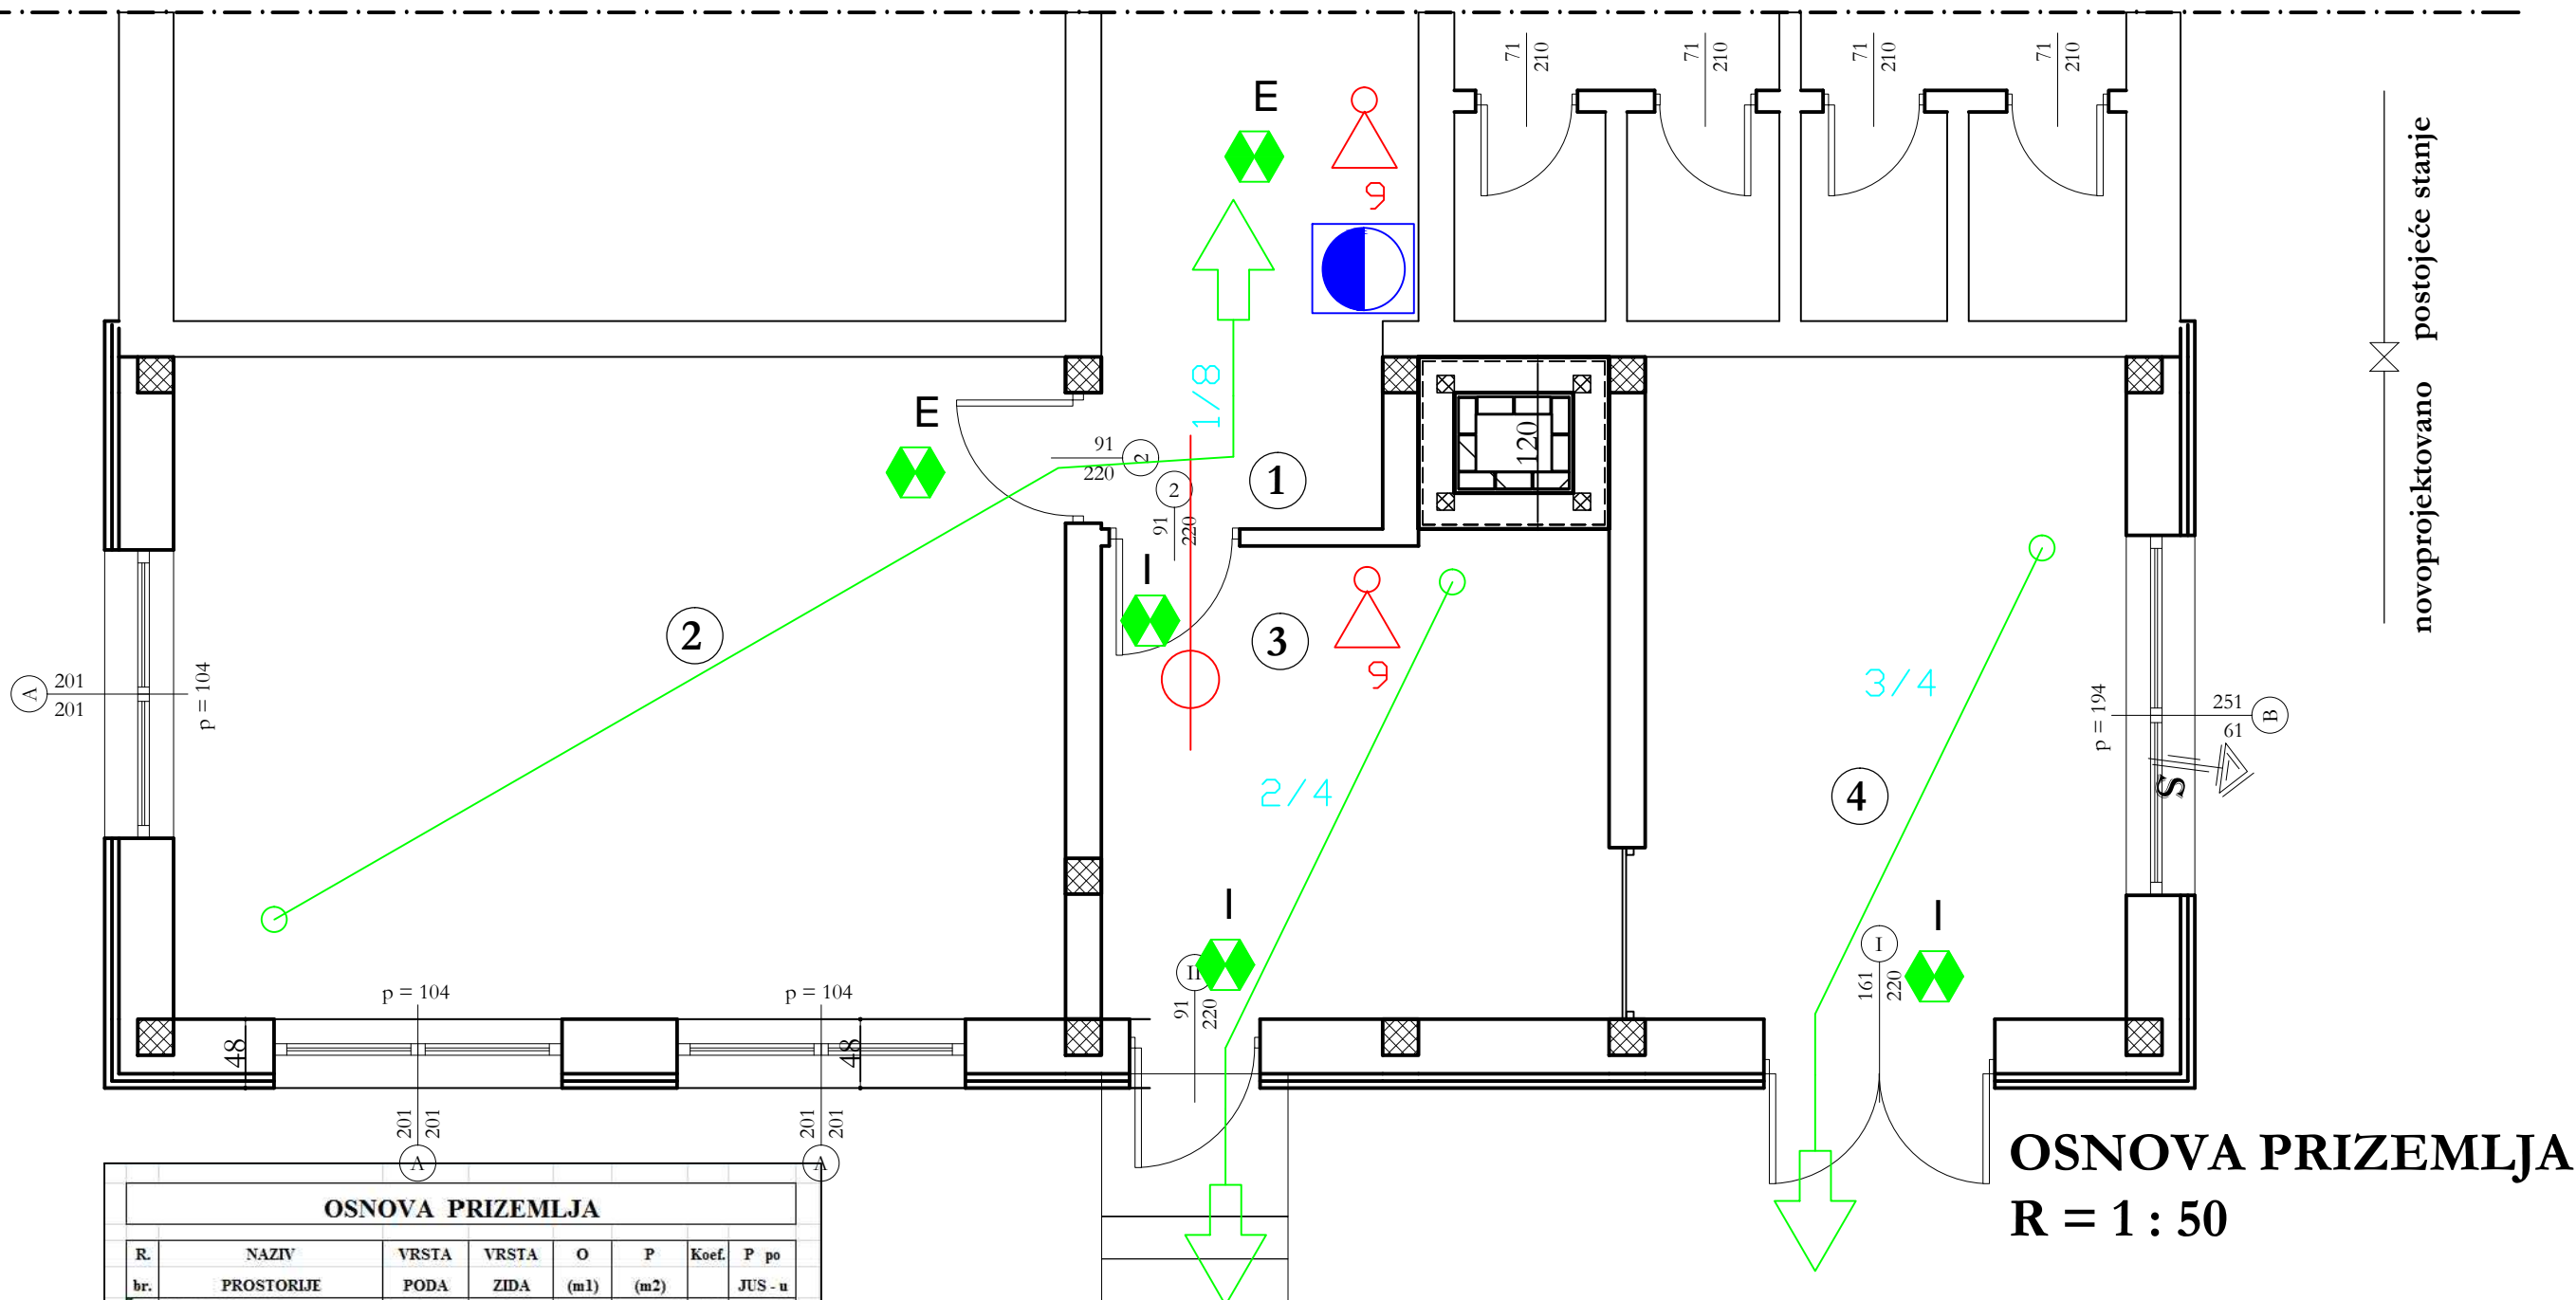 71
210
71
210
71
210
71
210
E
9
postojeće stanje
novoprojektovano
1/8
E
91
220
2
2
91
220
1
120
I
3
9
2
A
201
201
p = 104
2/4
3/4
4
p = 194
251
61
B
S
I
II
91
220
I
I
161
220
p = 104
p = 104
48
48
201
201
A
201
201
A
OSNOVA PRIZEMLJA
R = 1 : 50
OSNOVA PRIZEMLJA
R. NAZIV VRSTA VRSTA O P Koef. P po
br. PROSTORIJE PODA ZIDA (m1) (m2) JUS - u